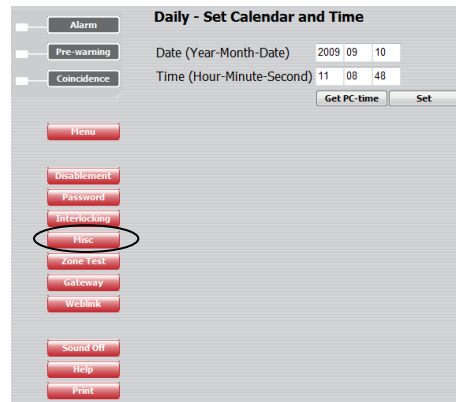 Daily - Set Calendar and Time
Alarm
Pre-warning
Coincidence
Date (Year-Month-Date) 2009 09 10
Time (Hour-Minute-Second) 11 08 48
Get PC-time Set
Menu
Disablement
Password
Interlocking
Misc
Zone Test
Gateway
Weblink
Sound Off
Help
Print